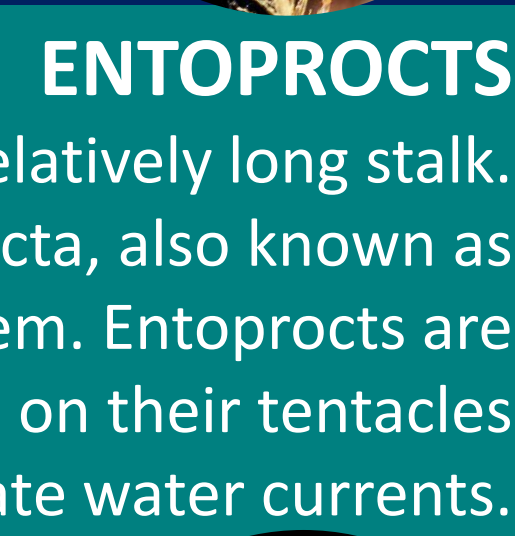 ENTOPROCTS
elatively long stalk.
cta, also known as
em. Entoprocts are
on their tentacles
ate water currents.